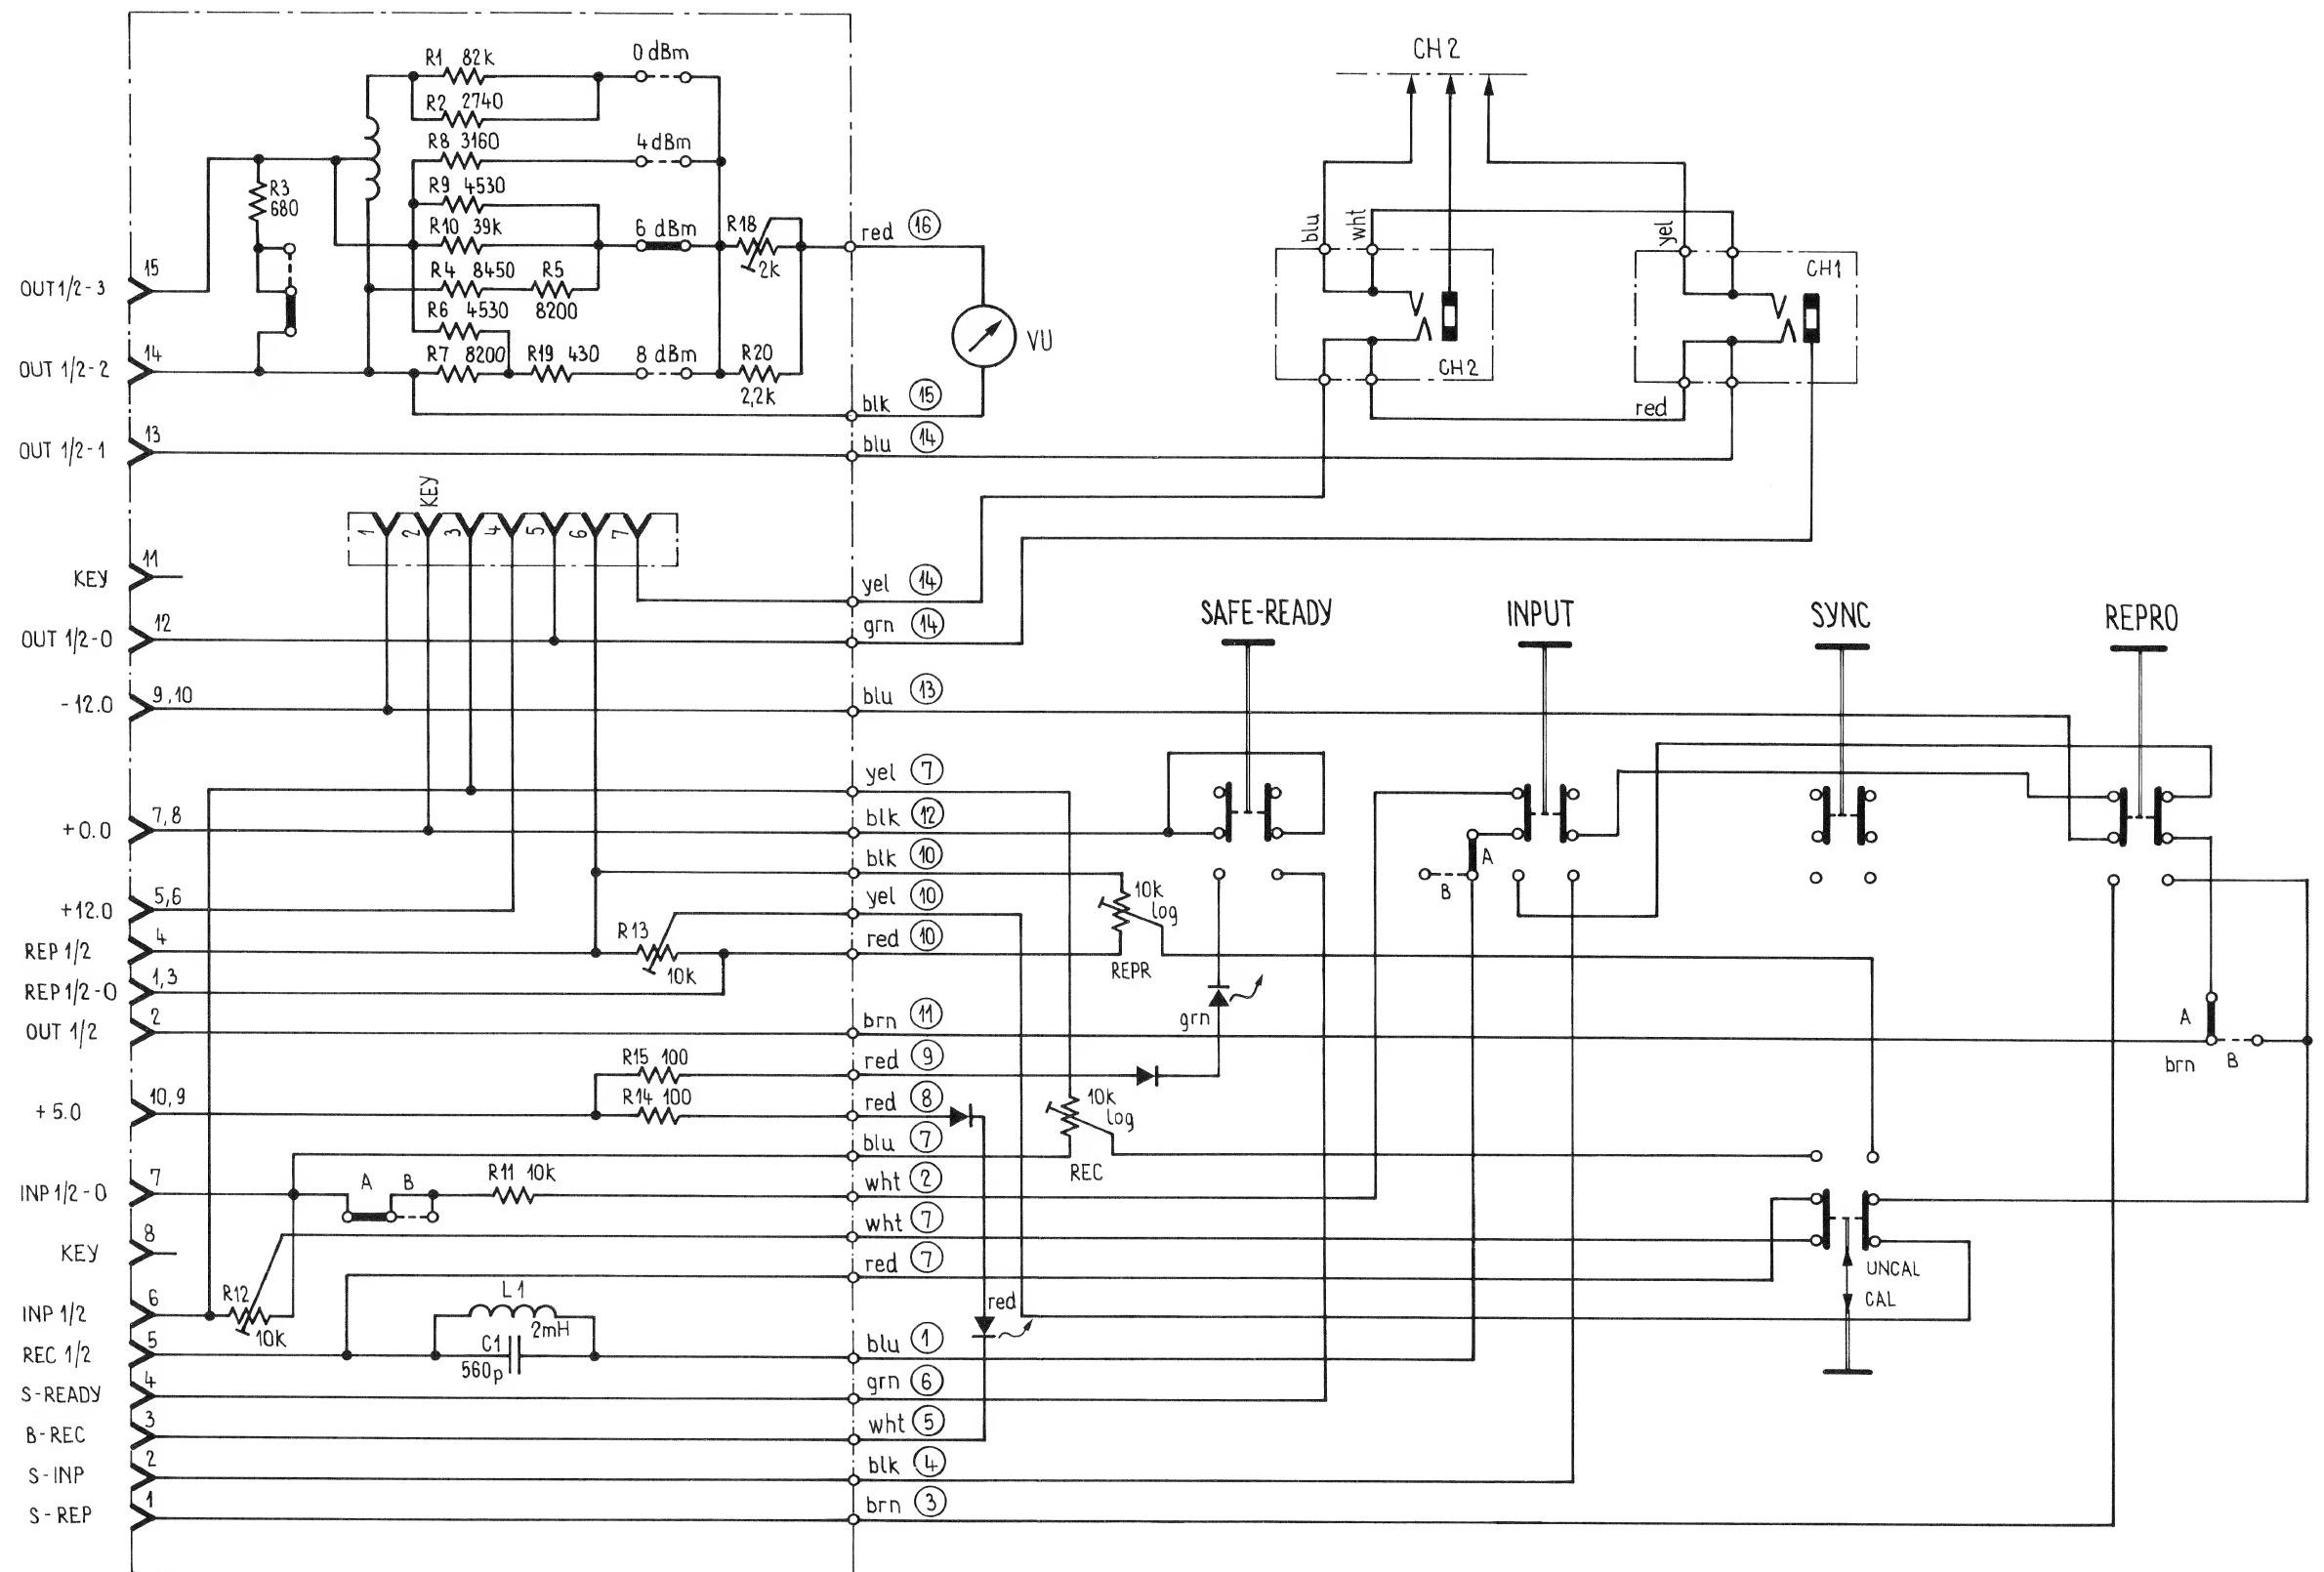 R1 82k
0 dBm
R2 2740
R8 3160
4 dBm
R9 4530
R3
680
R10 39k
6 dBm
R18
2k
red 16
R4 8450
R5
8200
R6 4530
R7 8200
R19 430
8 dBm
R20
2,2k
VU
blk 15
blu 14
OUT1/2-3
15
OUT 1/2-2
14
OUT 1/2-1
13
CH 2
blu
wht
yel
CH1
CH2
red
KEY
1
2
3
4
5
6
7
KEY
11
yel 14
OUT 1/2-0
12
grn 14
-12.0
9,10
blu 13
SAFE-READY
INPUT
SYNC
REPRO
yel 7
+0.0
7,8
blk 12
blk 10
A
B
+12.0
5,6
yel 10
10k
log
REP 1/2
4
R13
10k
red 10
REPR
REP1/2-0
1,3
OUT 1/2
2
brn 11
grn
A
brn
B
R15 100
red 9
+5.0
10,9
R14 100
red 8
10k
log
blu 7
REC
INP1/2-0
7
A
B
R11 10k
wht 2
KEY
8
wht 7
red 7
UNCAL
CAL
INP 1/2
6
R12
10k
L1
2mH
red
REC 1/2
5
C1
560p
blu 1
S-READY
4
grn 6
B-REC
3
wht 5
S-INP
2
blk 4
S-REP
1
brn 3